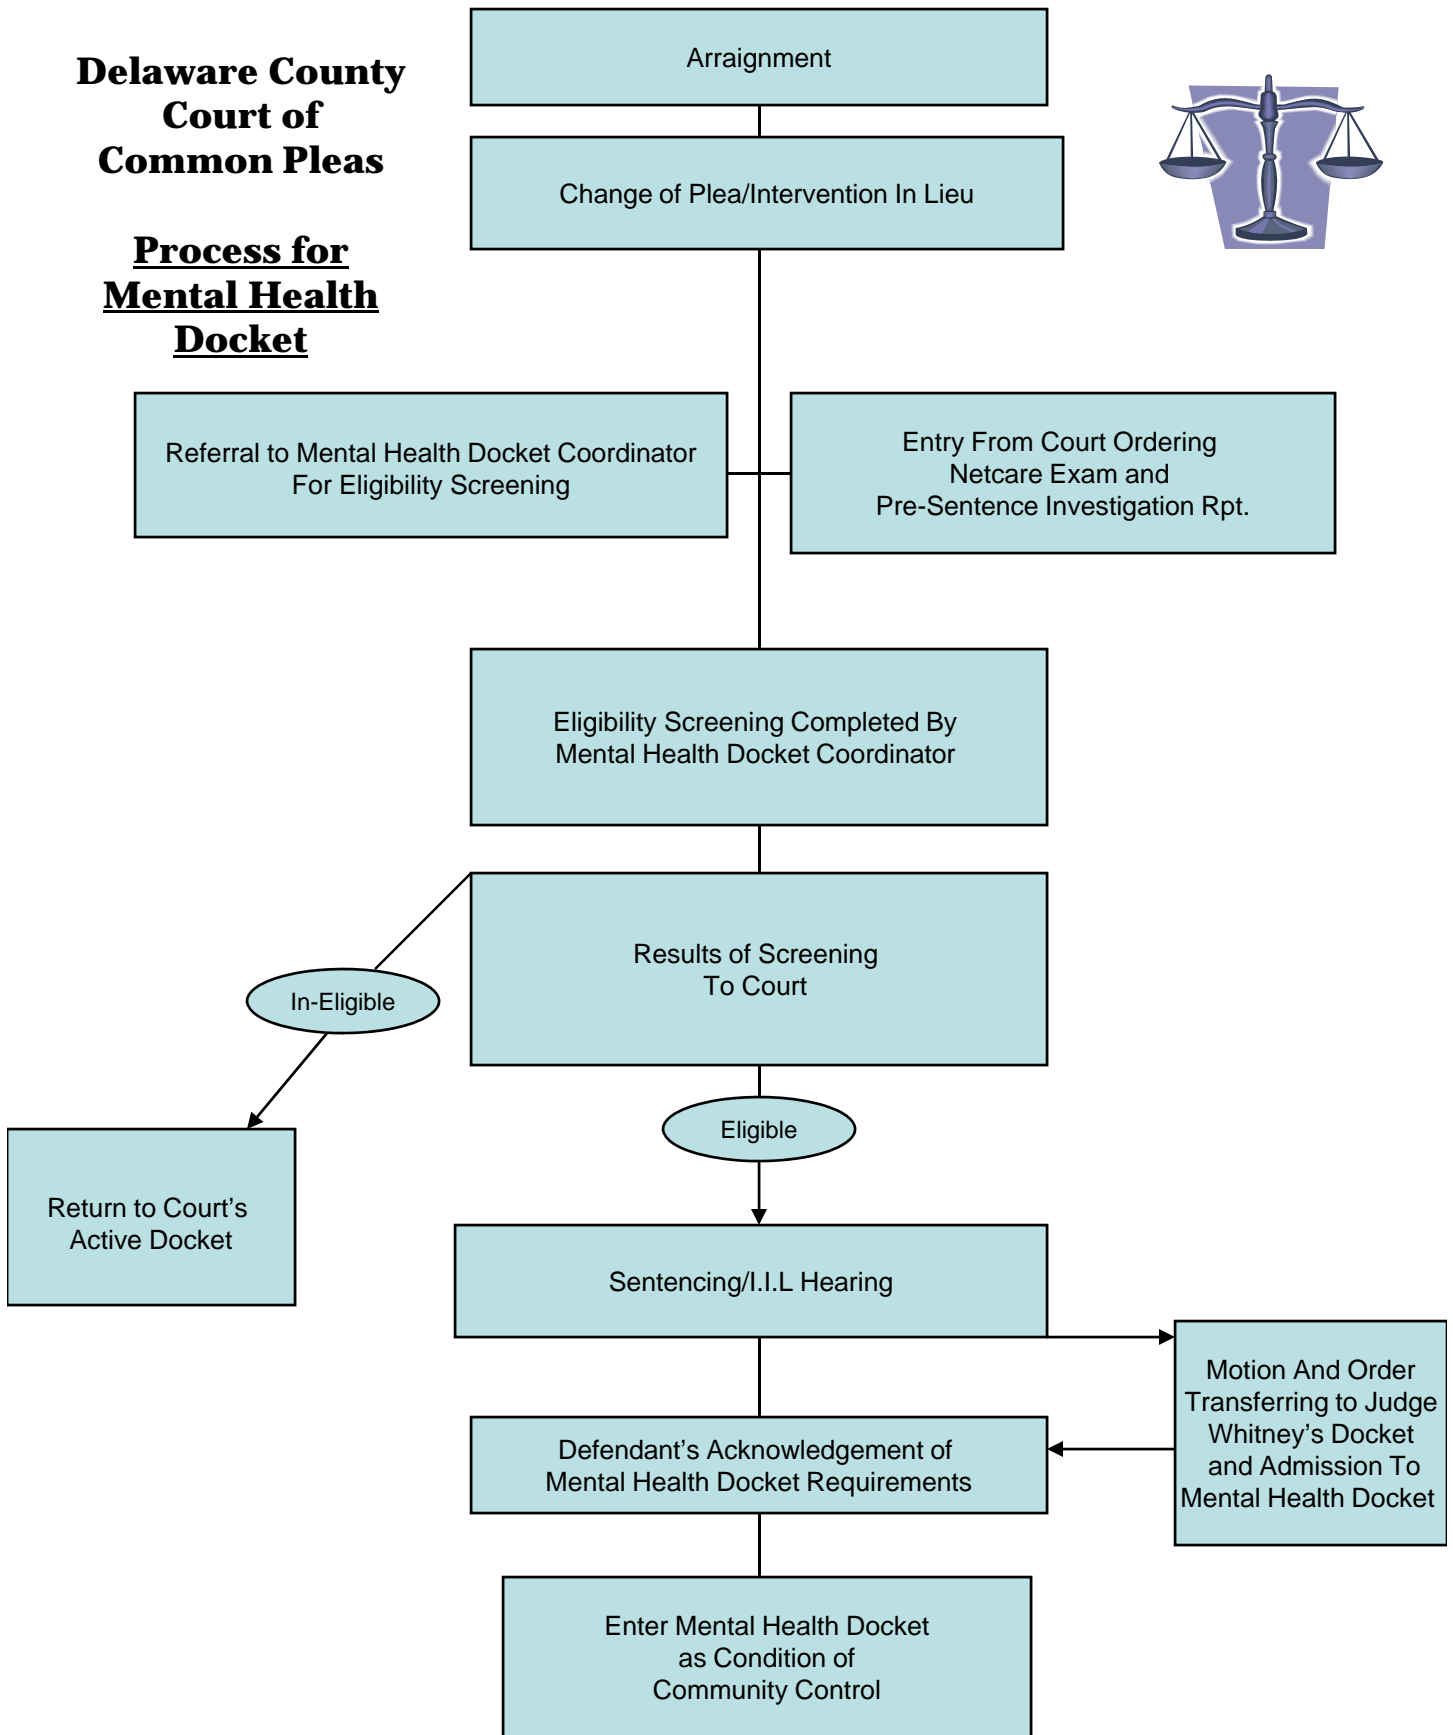 Delaware County
Court of
Common Pleas
Process for
Mental Health
Docket
Arraignment
Change of Plea/Intervention In Lieu
Referral to Mental Health Docket Coordinator
For Eligibility Screening
Entry From Court Ordering
Netcare Exam and
Pre-Sentence Investigation Rpt.
Eligibility Screening Completed By
Mental Health Docket Coordinator
Results of Screening
To Court
In-Eligible
Eligible
Return to Court’s
Active Docket
Sentencing/I.I.L Hearing
Motion And Order
Transferring to Judge
Whitney’s Docket
and Admission To
Mental Health Docket
Defendant’s Acknowledgement of
Mental Health Docket Requirements
Enter Mental Health Docket
as Condition of
Community Control